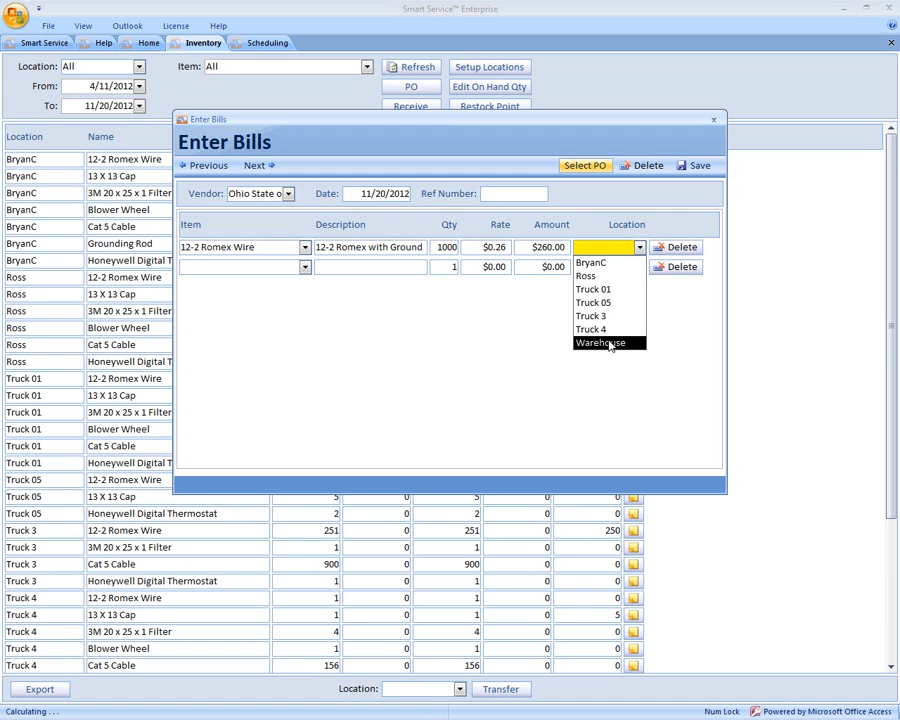 Smart Service™ Enterprise
File View Outlook License Help
Smart Service Help Home Inventory Scheduling
Location: All Item: All Refresh Setup Locations
From: 4/11/2012 PO Edit On Hand Qty
To: 11/20/2012 Receive Restock Point
Enter Bills
Enter Bills
Previous Next Select PO Delete Save
Vendor: Ohio State o Date: 11/20/2012 Ref Number:
Item Description Qty Rate Amount Location
12-2 Romex Wire 12-2 Romex with Ground 1000 $0.26 $260.00 Delete
1 $0.00 $0.00 Delete
BryanC
Ross
Truck 01
Truck 05
Truck 3
Truck 4
Warehouse
Location Name
BryanC 12-2 Romex Wire
BryanC 13 X 13 Cap
BryanC 3M 20 x 25 x 1 Filter
BryanC Blower Wheel
BryanC Cat 5 Cable
BryanC Grounding Rod
BryanC Honeywell Digital T
Ross 12-2 Romex Wire
Ross 13 X 13 Cap
Ross 3M 20 x 25 x 1 Filter
Ross Blower Wheel
Ross Cat 5 Cable
Ross Honeywell Digital T
Truck 01 12-2 Romex Wire
Truck 01 13 X 13 Cap
Truck 01 3M 20 x 25 x 1 Filter
Truck 01 Blower Wheel
Truck 01 Cat 5 Cable
Truck 01 Honeywell Digital T
Truck 05 12-2 Romex Wire
Truck 05 13 X 13 Cap 5 0 5 0 0
Truck 05 Honeywell Digital Thermostat 2 0 2 0 0
Truck 3 12-2 Romex Wire 251 0 251 0 250
Truck 3 3M 20 x 25 x 1 Filter 1 0 1 0 0
Truck 3 Cat 5 Cable 900 0 900 0 0
Truck 3 Honeywell Digital Thermostat 1 0 1 0 0
Truck 4 12-2 Romex Wire 1 0 1 0 0
Truck 4 13 X 13 Cap 1 0 1 0 5
Truck 4 3M 20 x 25 x 1 Filter 4 0 4 0 0
Truck 4 Blower Wheel 1 0 1 0 0
Truck 4 Cat 5 Cable 156 0 156 0 0
Export Location: Transfer
Calculating . . . Num Lock Powered by Microsoft Office Access